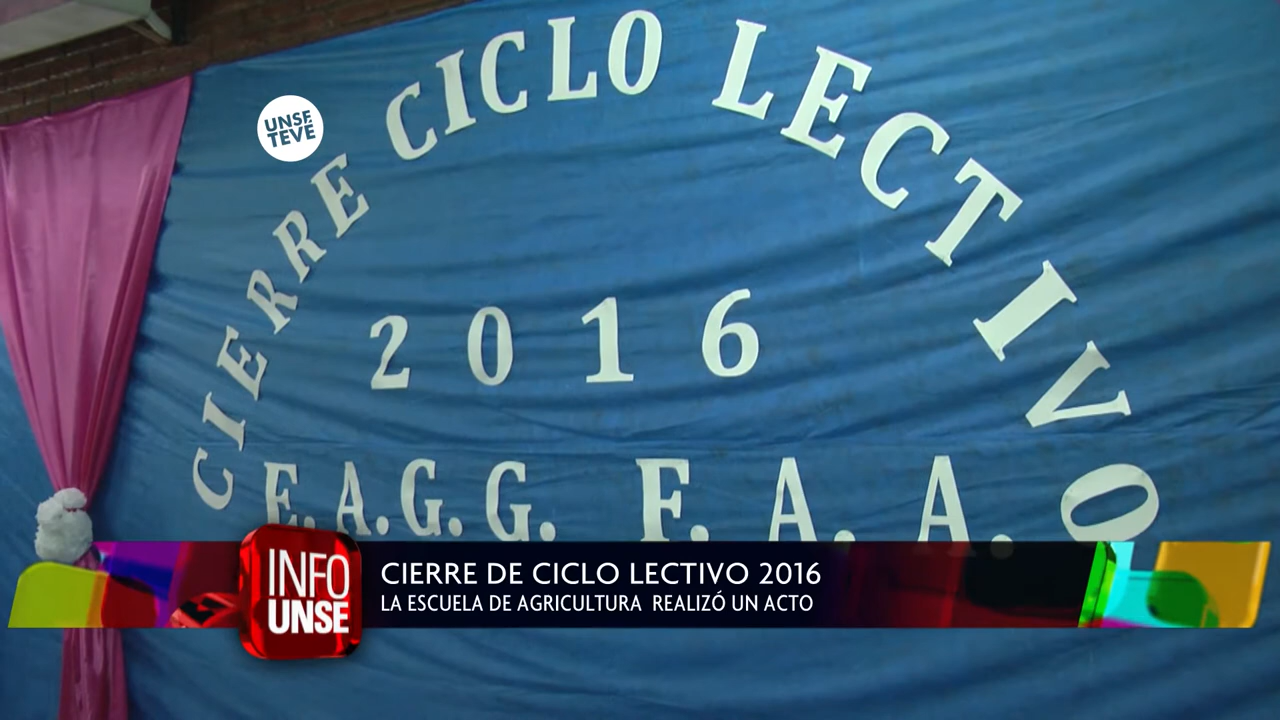 CIERRE CICLO LECTIVO
UNSE
TEVÉ
2016
E.A.G.G. F.A.A.
INFO
UNSE
CIERRE DE CICLO LECTIVO 2016
LA ESCUELA DE AGRICULTURA REALIZÓ UN ACTO